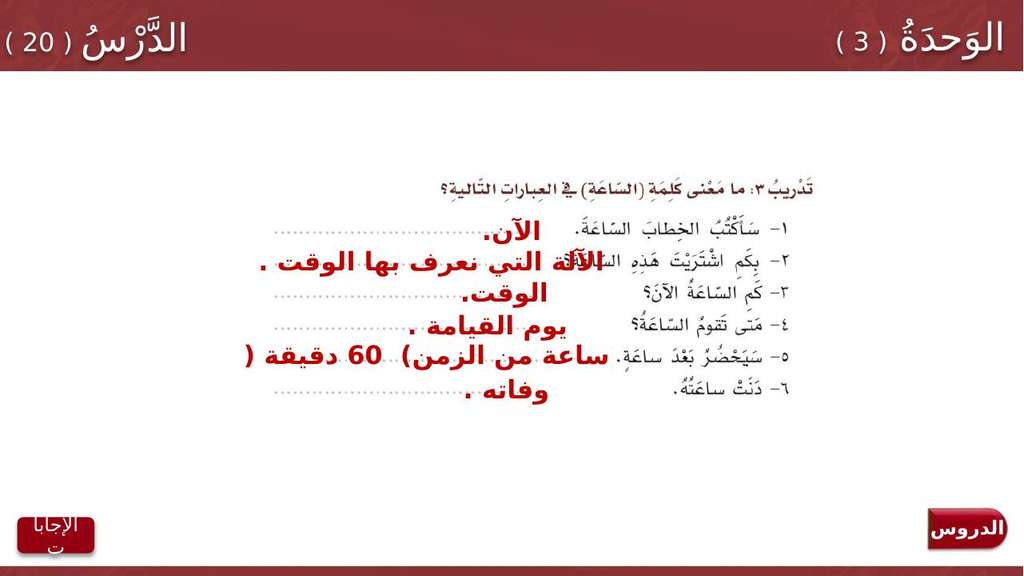 الوَحدَةُ ( 3 )
الدَّرْسُ ( 20 )
تَدْريبُ ٣: ما مَعْنى كَلِمَةِ (السّاعَةِ) في العِباراتِ التّاليةِ؟
١- سَأَكْتُبُ الخِطابَ السّاعَةَ. الآن.
٢- بِكَمِ اشْتَرَيْتَ هَذِهِ السّاعَةَ؟ الآلة التي نعرف بها الوقت .
٣- كَمِ السّاعَةُ الآنَ؟ الوقت.
٤- مَتى تَقومُ السّاعَةُ؟ يوم القيامة .
٥- سَيَحْضُرُ بَعْدَ ساعَةٍ. ساعة من الزمن) 60 دقيقة (
٦- دَنَتْ ساعَتُهُ. وفاته .
الدروس
الإجابات